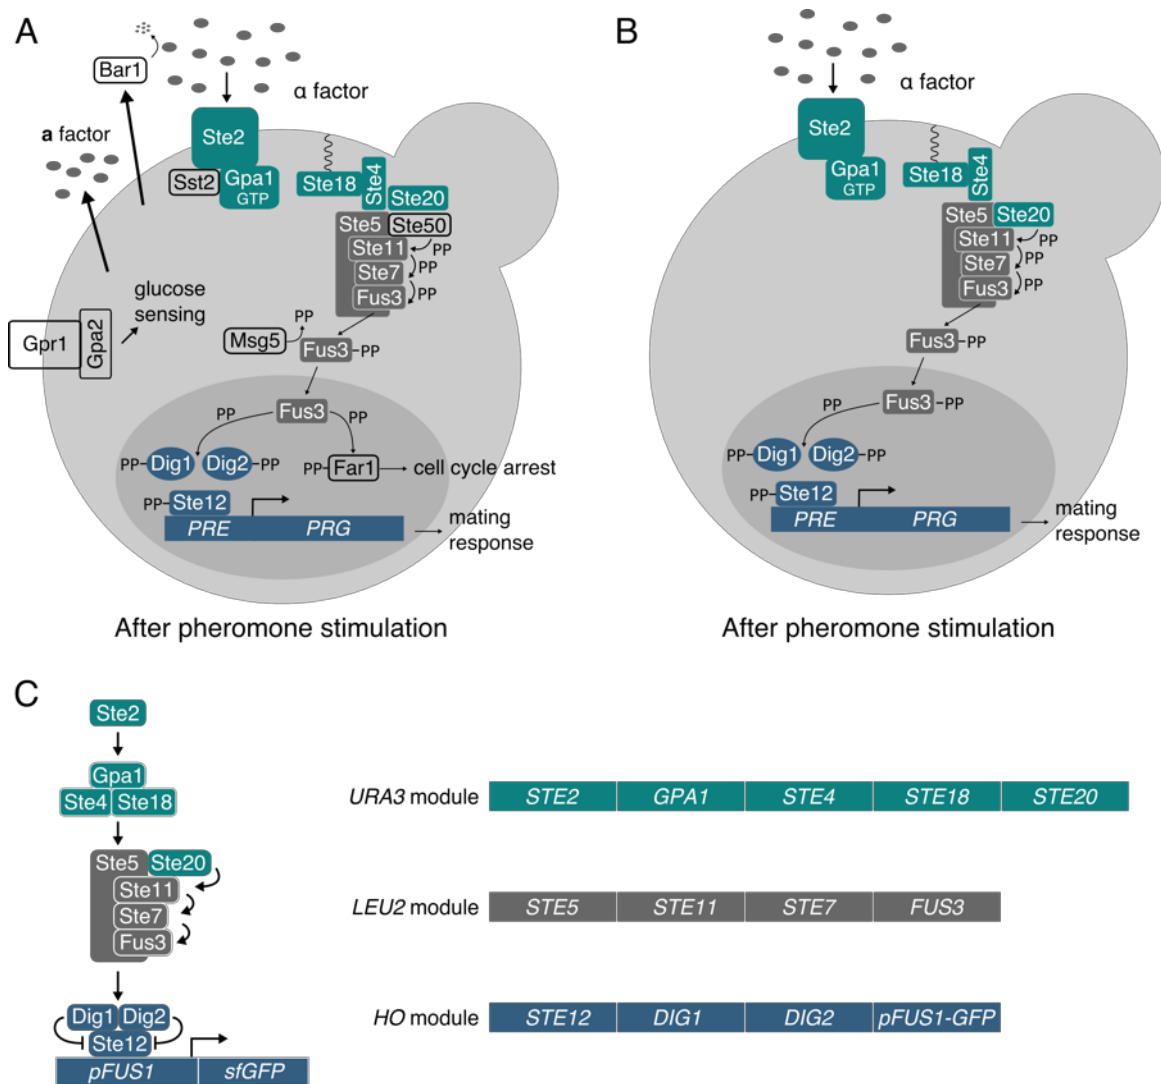 A
Bar1
α factor
a factor
Ste2
Sst2
Gpa1
GTP
Ste18
Ste4
Ste20
Ste5
Ste50
Ste11
PP
Ste7
PP
Fus3
PP
glucose
sensing
Gpr1
Gpa2
PP
Msg5
Fus3
PP
Fus3
PP
PP
PP
Dig1
Dig2
PP
PP
Far1
cell cycle arrest
PP
Ste12
PRE
PRG
mating
response
After pheromone stimulation
B
α factor
Ste2
Gpa1
GTP
Ste18
Ste4
Ste5
Ste20
Ste11
PP
Ste7
PP
Fus3
PP
Fus3
PP
PP
Fus3
PP
PP
Dig1
Dig2
PP
PP
Ste12
PRE
PRG
mating
response
After pheromone stimulation
C
Ste2
Gpa1
Ste4
Ste18
Ste5
Ste20
Ste11
Ste7
Fus3
Dig1
Dig2
Ste12
pFUS1
sfGFP
URA3 module
STE2
GPA1
STE4
STE18
STE20
LEU2 module
STE5
STE11
STE7
FUS3
HO module
STE12
DIG1
DIG2
pFUS1-GFP